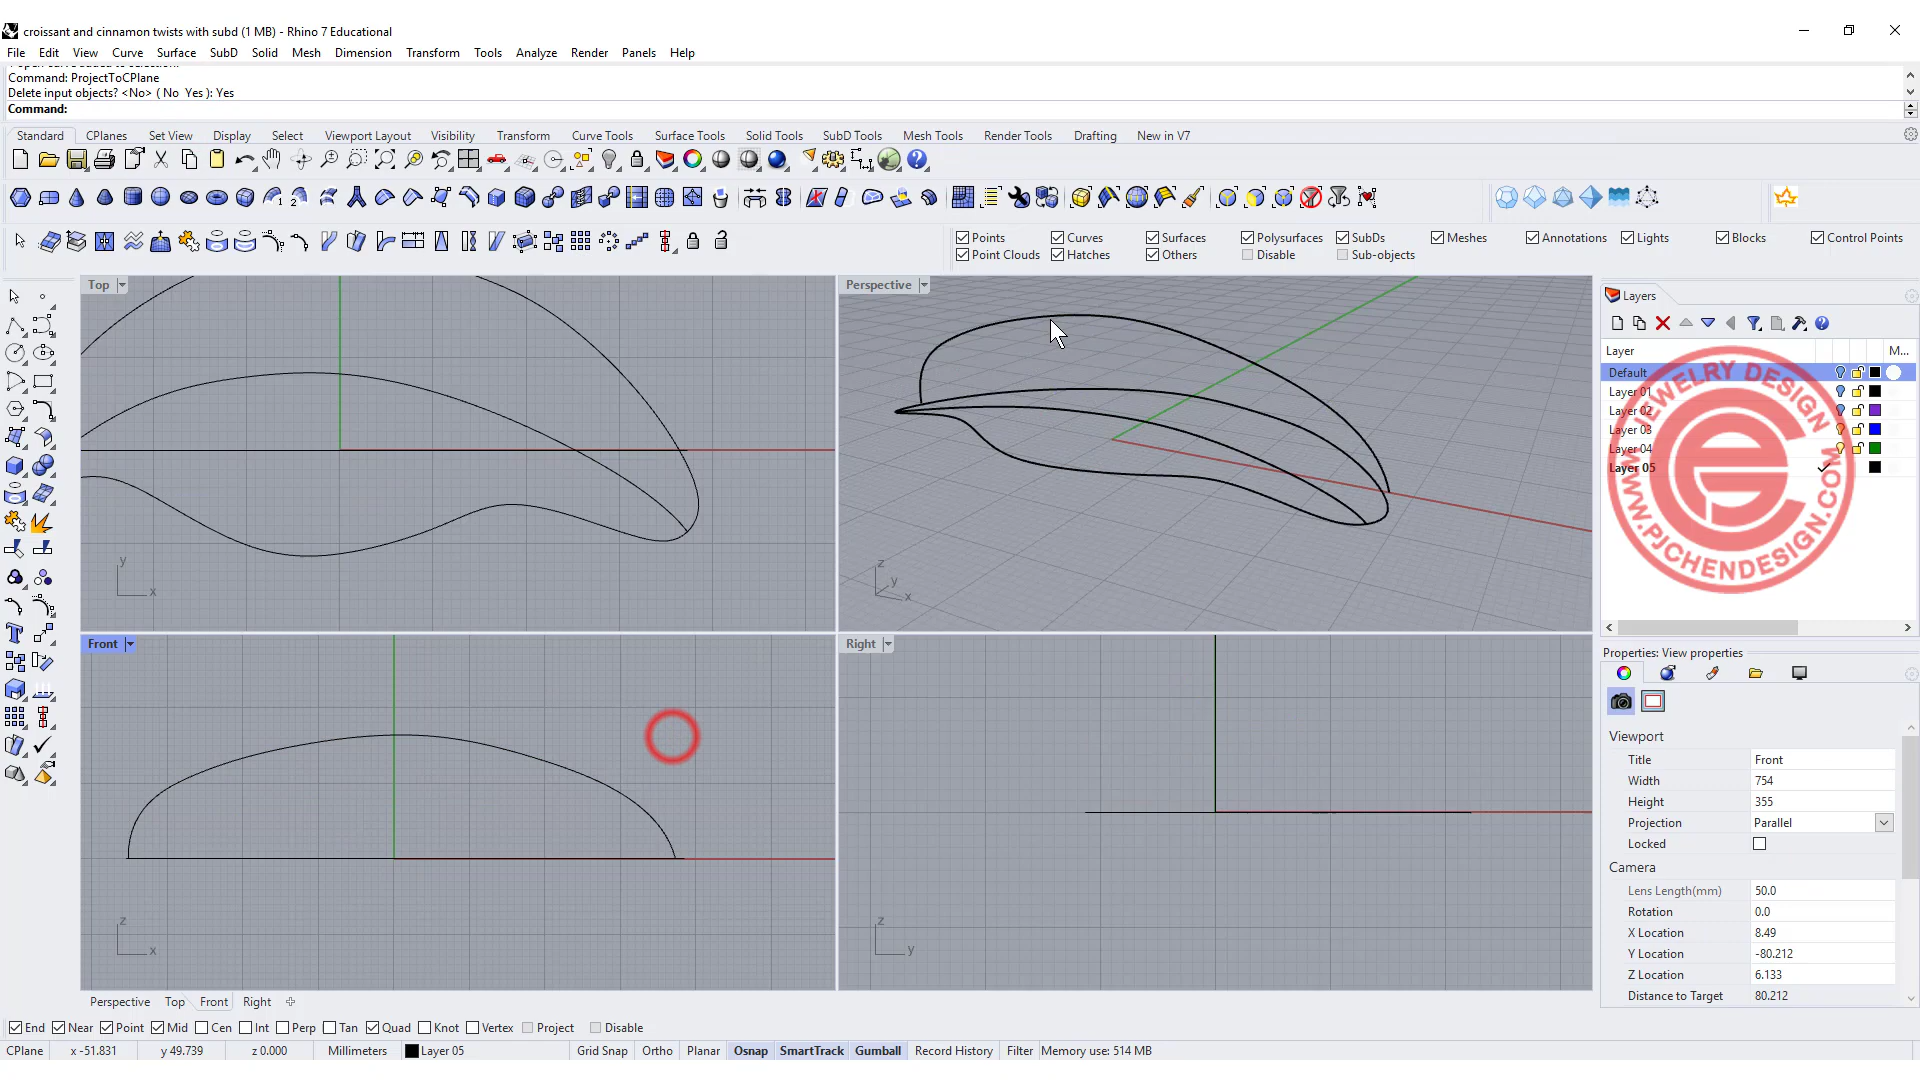 croissant and cinnamon twists with subd (1 MB) - Rhino 7 Educational
File Edit View Curve Surface SubD Solid Mesh Dimension Transform Tools Analyze Render Panels Help
Command: ProjectToCPlane
Delete input objects? <No> ( No Yes ): Yes
Command:
Standard CPlanes Set View Display Select Viewport Layout Visibility Transform Curve Tools Surface Tools Solid Tools SubD Tools Mesh Tools Render Tools Drafting New in V7
Points Curves Surfaces Polysurfaces SubDs Meshes Annotations Lights Blocks Control Points
Point Clouds Hatches Others Disable Sub-objects
Top
Perspective
Layers
Layer M...
Default
Layer 01
Layer 02
Layer 03
Layer 04
Layer 05
JEWELRY DESIGN
WWW.PJCHENDESIGN.COM
y
x
z
y
x
Front
Right
z
x
z
y
Properties: View properties
Viewport
Title Front
Width 754
Height 355
Projection Parallel
Locked
Camera
Lens Length(mm) 50.0
Rotation 0.0
X Location 8.49
Y Location -80.212
Z Location 6.133
Distance to Target 80.212
Perspective Top Front Right
End Near Point Mid Cen Int Perp Tan Quad Knot Vertex Project Disable
CPlane x -51.831 y 49.739 z 0.000 Millimeters Layer 05 Grid Snap Ortho Planar Osnap SmartTrack Gumball Record History Filter Memory use: 514 MB